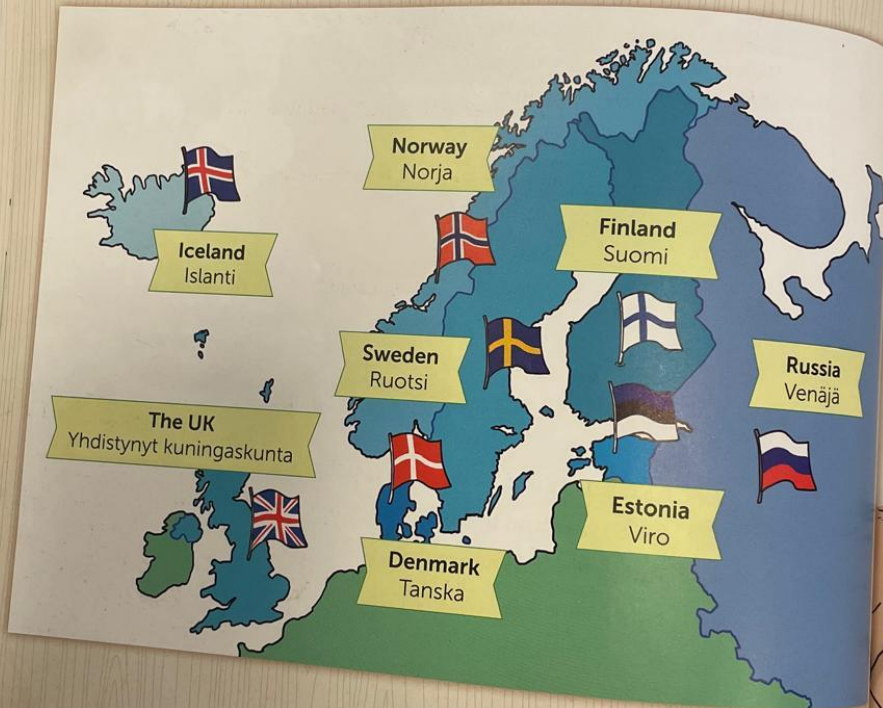 Norway
Norja
Iceland
Islanti
Finland
Suomi
Sweden
Ruotsi
Russia
Venäjä
The UK
Yhdistynyt kuningaskunta
Estonia
Viro
Denmark
Tanska